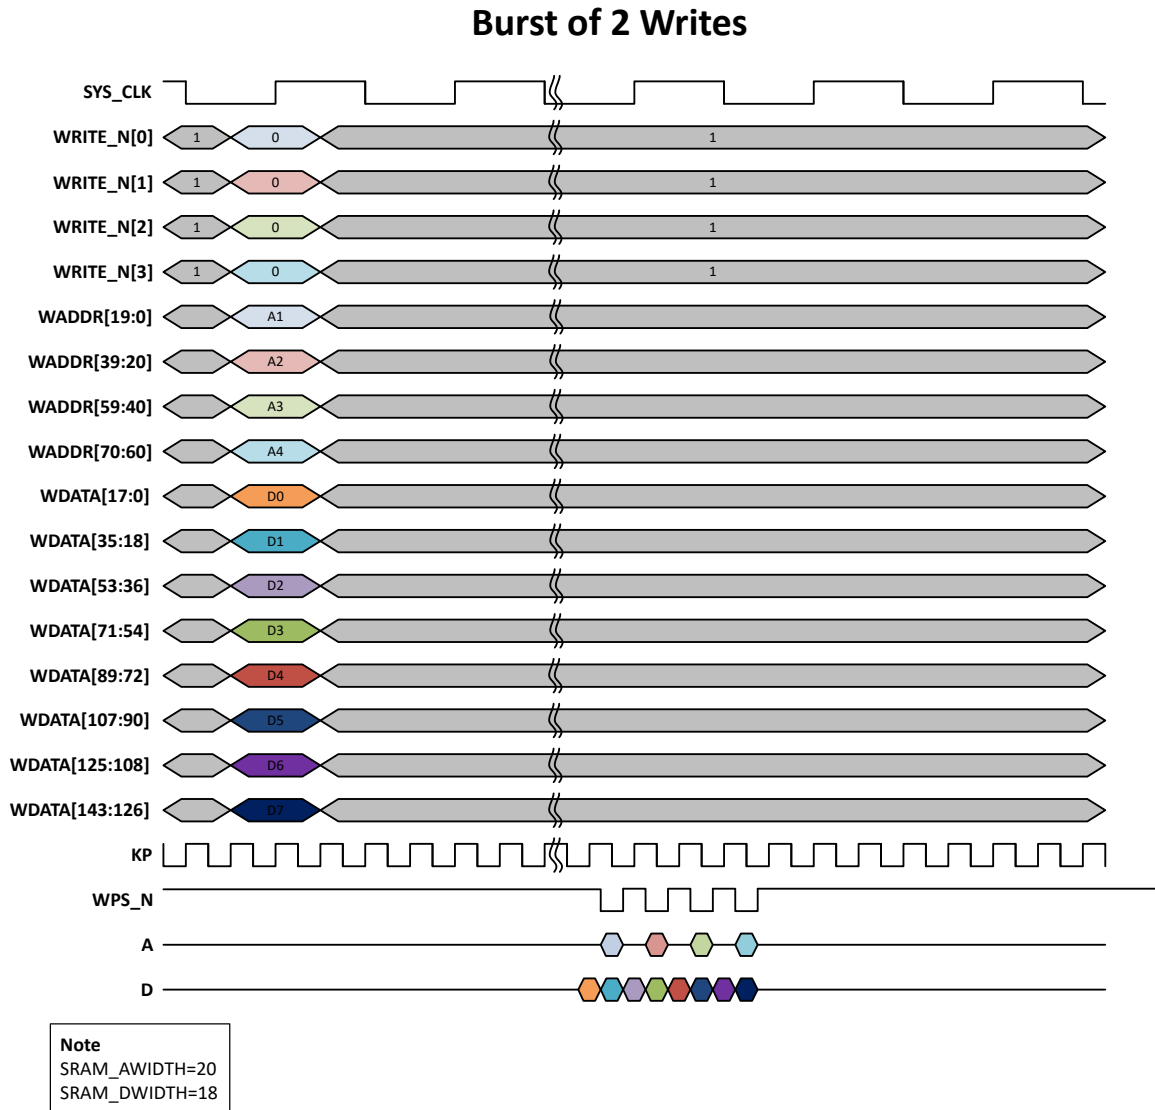 Burst of 2 Writes
SYS_CLK
WRITE_N[0] 1 0 1
WRITE_N[1] 1 0 1
WRITE_N[2] 1 0 1
WRITE_N[3] 1 0 1
WADDR[19:0] A1
WADDR[39:20] A2
WADDR[59:40] A3
WADDR[70:60] A4
WDATA[17:0] D0
WDATA[35:18] D1
WDATA[53:36] D2
WDATA[71:54] D3
WDATA[89:72] D4
WDATA[107:90] D5
WDATA[125:108] D6
WDATA[143:126] D7
KP
WPS_N
A
D
Note
SRAM_AWIDTH=20
SRAM_DWIDTH=18